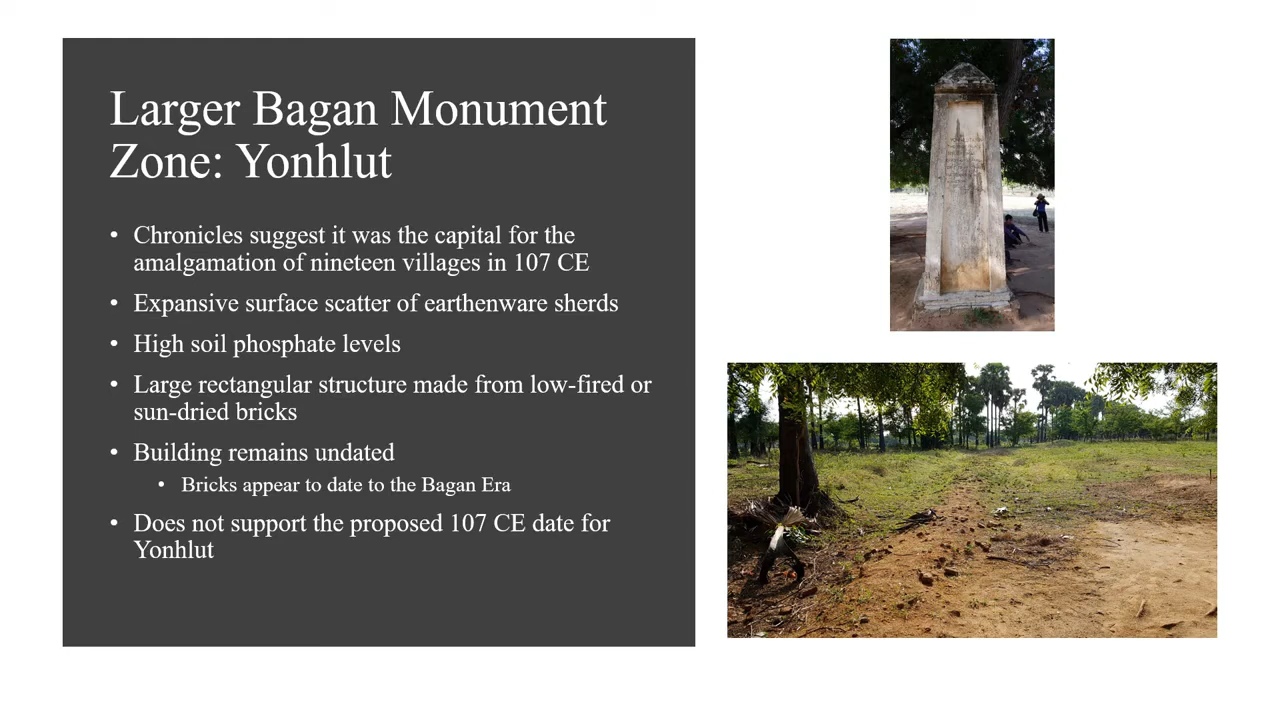 Larger Bagan Monument
Zone: Yonhlut
• Chronicles suggest it was the capital for the
amalgamation of nineteen villages in 107 CE
• Expansive surface scatter of earthenware sherds
• High soil phosphate levels
• Large rectangular structure made from low-fired or
sun-dried bricks
• Building remains undated
• Bricks appear to date to the Bagan Era
• Does not support the proposed 107 CE date for
Yonhlut